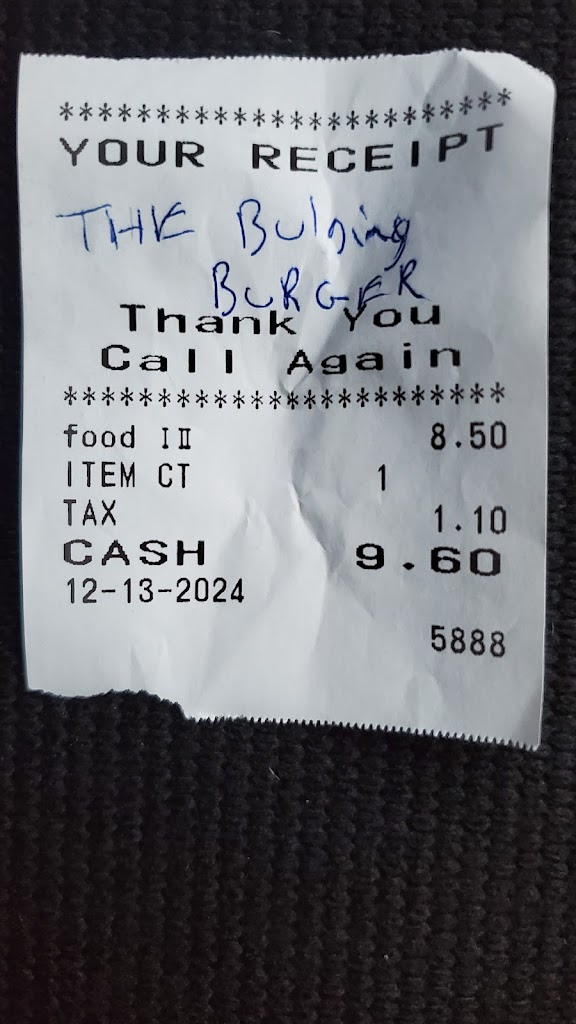 ************************
YOUR RECEIPT
THE Bulging
BURGER
Thank You
Call Again
************************
food III 8.50
ITEM CT 1
TAX 1.10
CASH 9.60
12-13-2024
5888